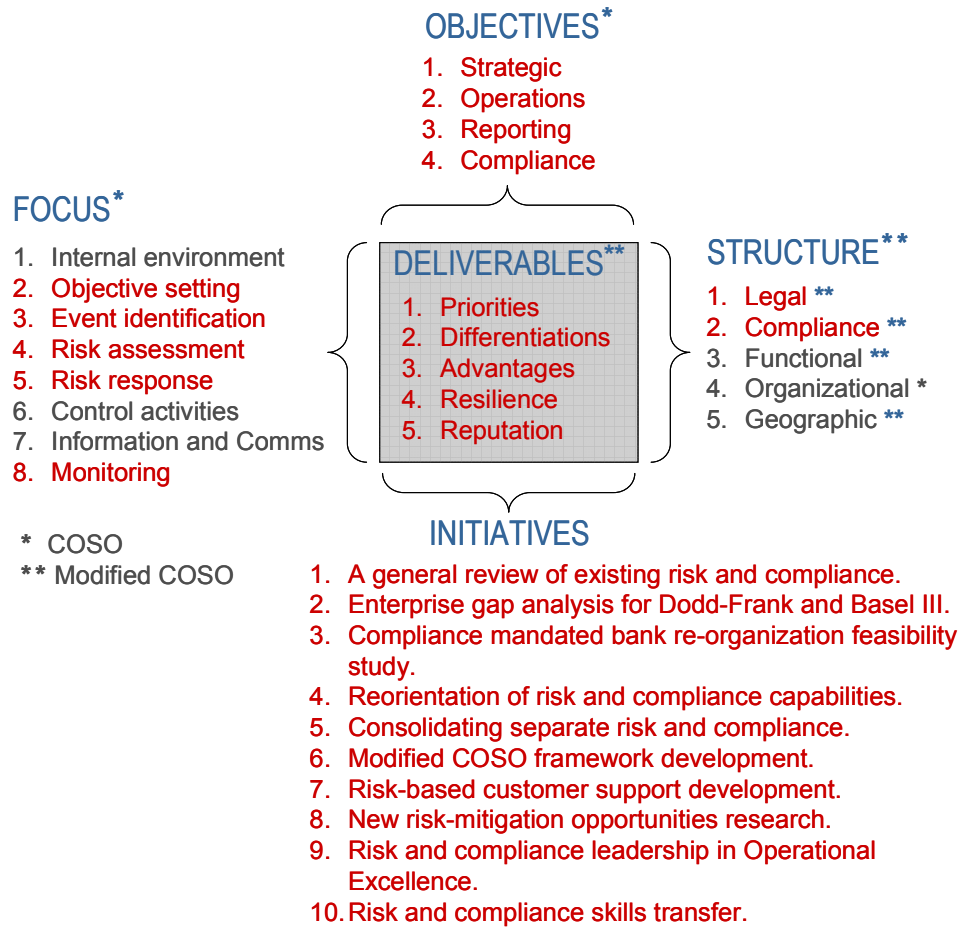 OBJECTIVES*
1. Strategic
2. Operations
3. Reporting
4. Compliance
FOCUS*
1. Internal environment
2. Objective setting
3. Event identification
4. Risk assessment
5. Risk response
6. Control activities
7. Information and Comms
8. Monitoring
DELIVERABLES**
1. Priorities
2. Differentiations
3. Advantages
4. Resilience
5. Reputation
STRUCTURE**
1. Legal **
2. Compliance **
3. Functional **
4. Organizational *
5. Geographic **
* COSO
** Modified COSO
INITIATIVES
1. A general review of existing risk and compliance.
2. Enterprise gap analysis for Dodd-Frank and Basel III.
3. Compliance mandated bank re-organization feasibility
study.
4. Reorientation of risk and compliance capabilities.
5. Consolidating separate risk and compliance.
6. Modified COSO framework development.
7. Risk-based customer support development.
8. New risk-mitigation opportunities research.
9. Risk and compliance leadership in Operational
Excellence.
10. Risk and compliance skills transfer.